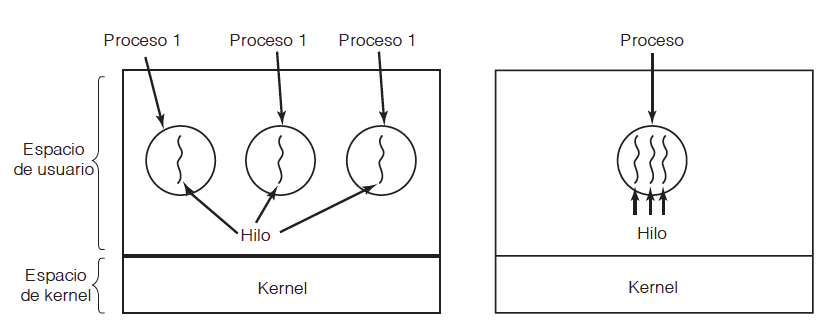 Proceso 1
Proceso 1
Proceso 1
Proceso
Espacio
de usuario
Hilo
Hilo
Espacio
de kernel
Kernel
Kernel